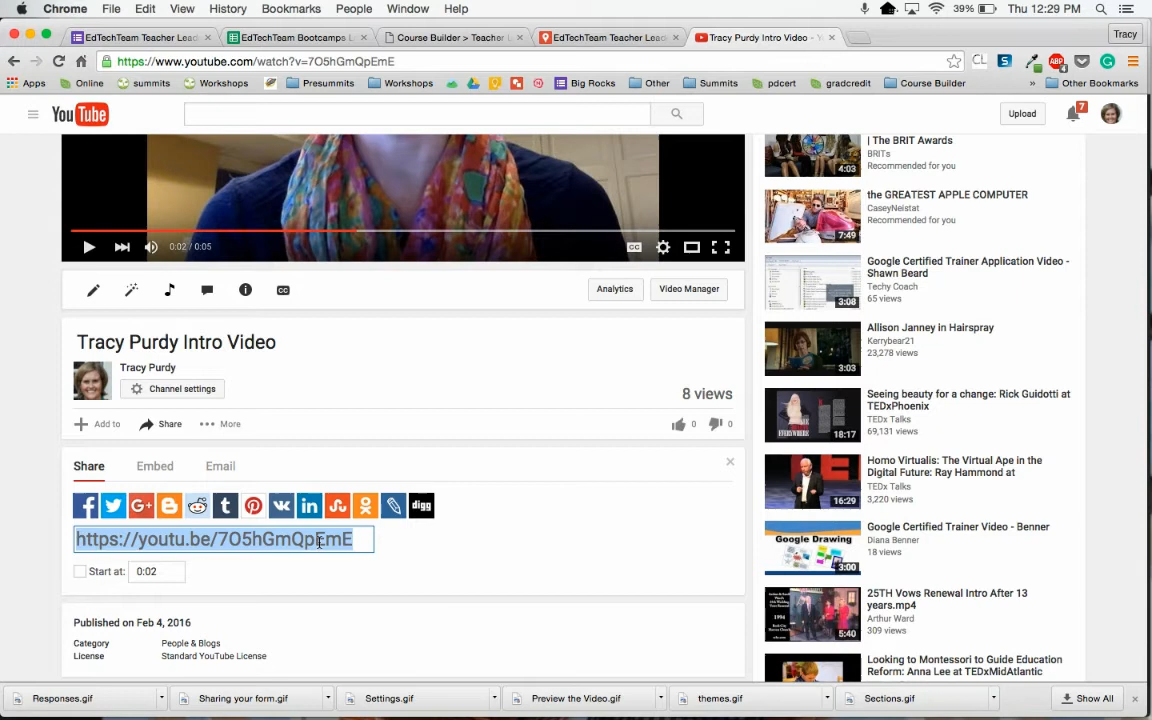 Chrome File Edit View History Bookmarks People Window Help 39% Thu 12:29 PM
EdTechTeam Teacher Lead × EdTechTeam Bootcamps L × Course Builder > Teacher L × EdTechTeam Teacher Lead × Tracy Purdy Intro Video - Y × Tracy
https://www.youtube.com/watch?v=7O5hGmQpEmE
Apps Online summits Workshops Presummits Workshops Big Rocks Other Summits pdcert gradcredit Course Builder » Other Bookmarks
YouTube Upload 7
| The BRIT Awards
BRITs
Recommended for you
4:03
the GREATEST APPLE COMPUTER
CaseyNeistat
Recommended for you
7:49
0:02 / 0:05 CC
Google Certified Trainer Application Video -
Shawn Beard
Techy Coach
65 views
3:08
CC Analytics Video Manager
Tracy Purdy Intro Video
Allison Janney in Hairspray
Kerrybear21
23,278 views
3:03
Tracy Purdy
Channel settings
8 views
Seeing beauty for a change: Rick Guidotti at
TEDxPhoenix
TEDx Talks
69,131 views
18:17
Add to Share More 0 0
Share Embed Email ×
Homo Virtualis: The Virtual Ape in the
Digital Future: Ray Hammond at
TEDx Talks
3,220 views
16:29
f G+ t VK in digg
https://youtu.be/7O5hGmQpEmE
Google Certified Trainer Video - Benner
Diana Benner
18 views
Google Drawing
3:00
Start at: 0:02
25TH Vows Renewal Intro After 13
years.mp4
Arthur Ward
309 views
1994
5:40
Published on Feb 4, 2016
Category People & Blogs
License Standard YouTube License
Looking to Montessori to Guide Education
Reform: Anna Lee at TEDxMidAtlantic
Responses.gif Sharing your form.gif Settings.gif Preview the Video.gif themes.gif Sections.gif Show All ×